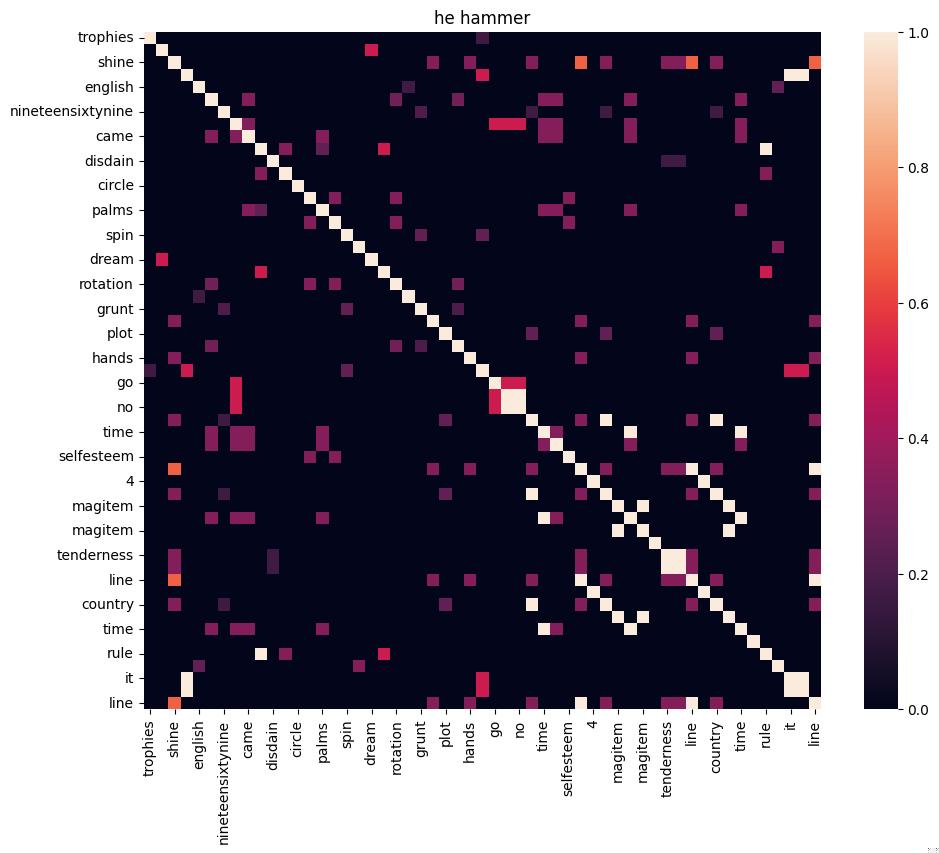 he hammer
trophies
shine
english
nineteensixtynine
came
disdain
circle
palms
spin
dream
rotation
grunt
plot
hands
go
no
time
selfesteem
4
magitem
magitem
tenderness
line
country
time
rule
it
line
trophies
shine
english
nineteensixtynine
came
disdain
circle
palms
spin
dream
rotation
grunt
plot
hands
go
no
time
selfesteem
4
magitem
magitem
tenderness
line
country
time
rule
it
line
1.0
0.8
0.6
0.4
0.2
0.0